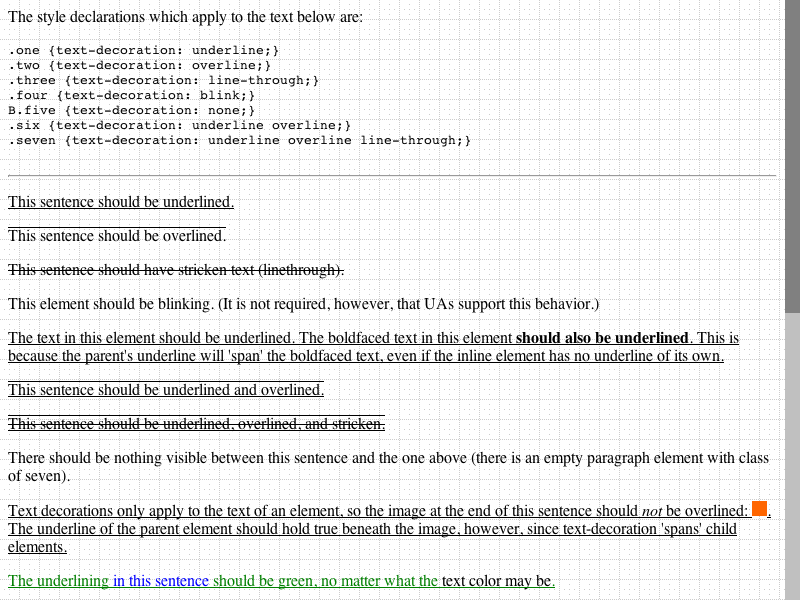 The style declarations which apply to the text below are:
.one {text-decoration: underline;}
.two {text-decoration: overline;}
.three {text-decoration: line-through;}
.four {text-decoration: blink;}
B.five {text-decoration: none;}
.six {text-decoration: underline overline;}
.seven {text-decoration: underline overline line-through;}
This sentence should be underlined.
This sentence should be overlined.
This sentence should have stricken text (linethrough).
This element should be blinking. (It is not required, however, that UAs support this behavior.)
The text in this element should be underlined. The boldfaced text in this element should also be underlined. This is
because the parent's underline will 'span' the boldfaced text, even if the inline element has no underline of its own.
This sentence should be underlined and overlined.
This sentence should be underlined, overlined, and stricken.
There should be nothing visible between this sentence and the one above (there is an empty paragraph element with class
of seven).
Text decorations only apply to the text of an element, so the image at the end of this sentence should not be overlined: .
The underline of the parent element should hold true beneath the image, however, since text-decoration 'spans' child
elements.
The underlining in this sentence should be green, no matter what the text color may be.